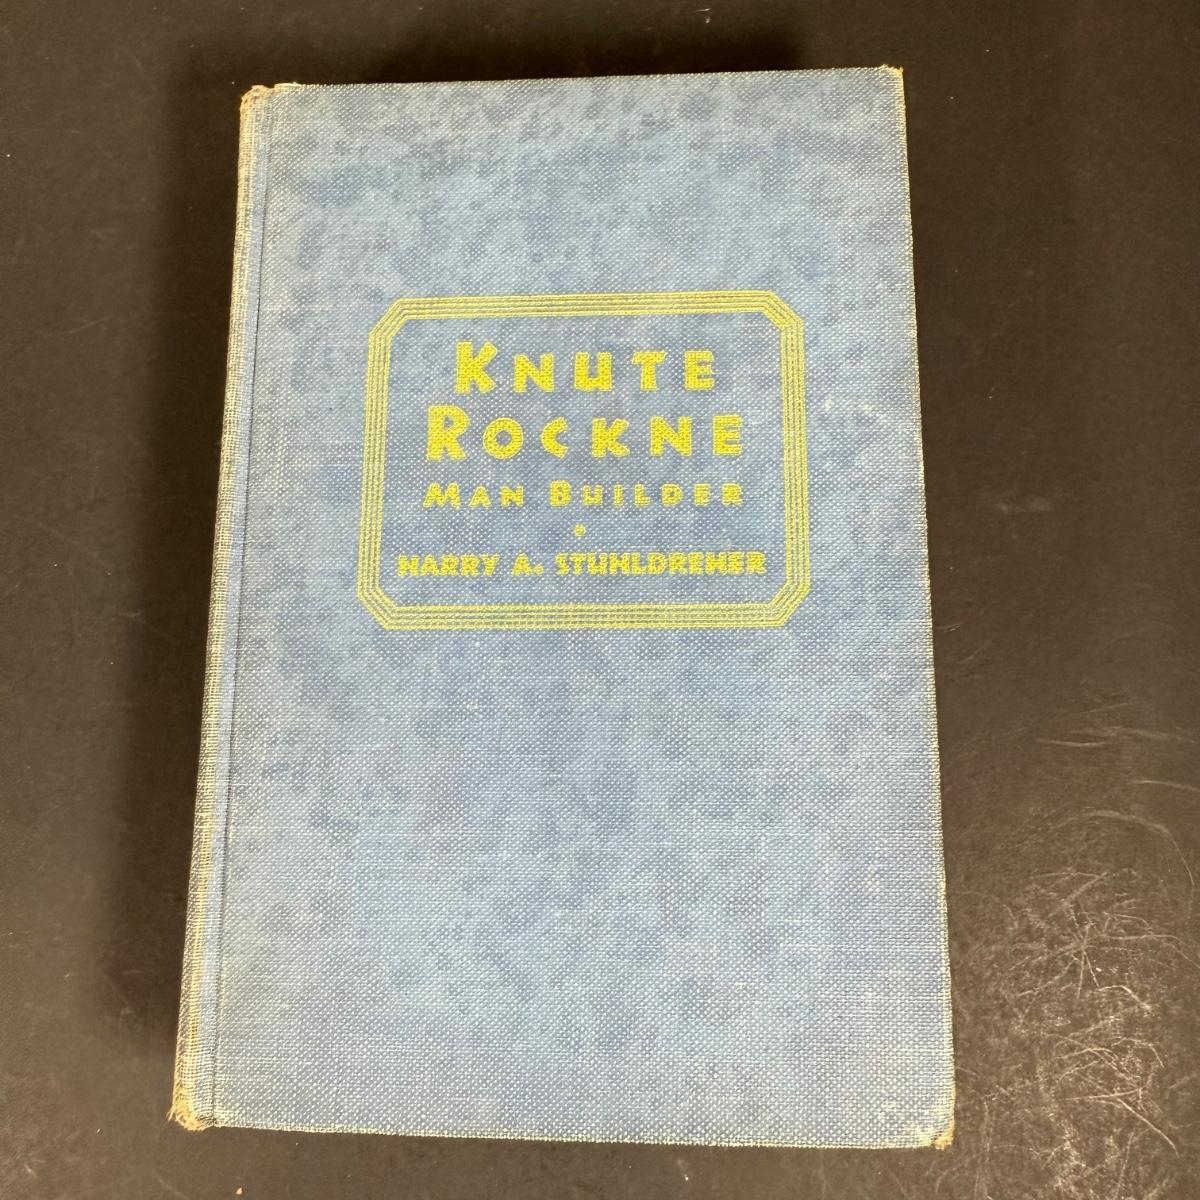 KNUTE
ROCKNE
MAN BUILDER
HARRY A. STUHLDREHER